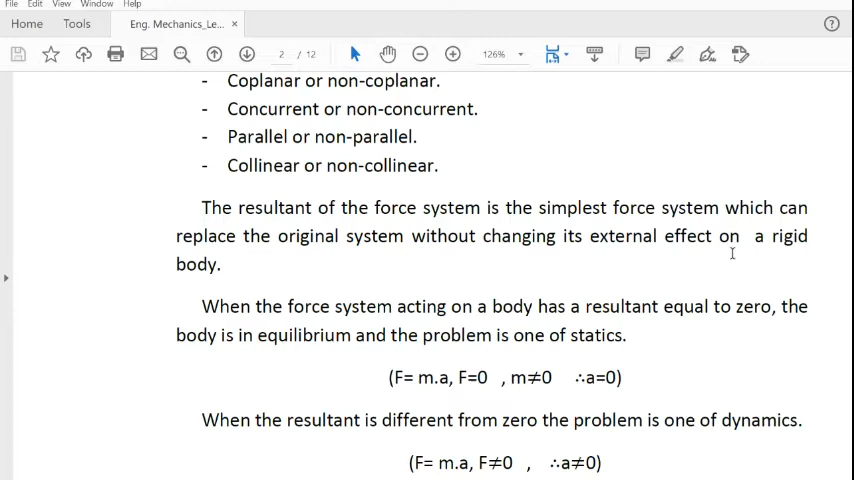 File Edit View Window Help
Home Tools Eng. Mechanics_Le... ×
2 / 12 126%
- Coplanar or non-coplanar.
- Concurrent or non-concurrent.
- Parallel or non-parallel.
- Collinear or non-collinear.
The resultant of the force system is the simplest force system which can
replace the original system without changing its external effect on a rigid
body.
When the force system acting on a body has a resultant equal to zero, the
body is in equilibrium and the problem is one of statics.
(F= m.a, F=0 , m≠0 ∴a=0)
When the resultant is different from zero the problem is one of dynamics.
(F= m.a, F≠0 , ∴a≠0)